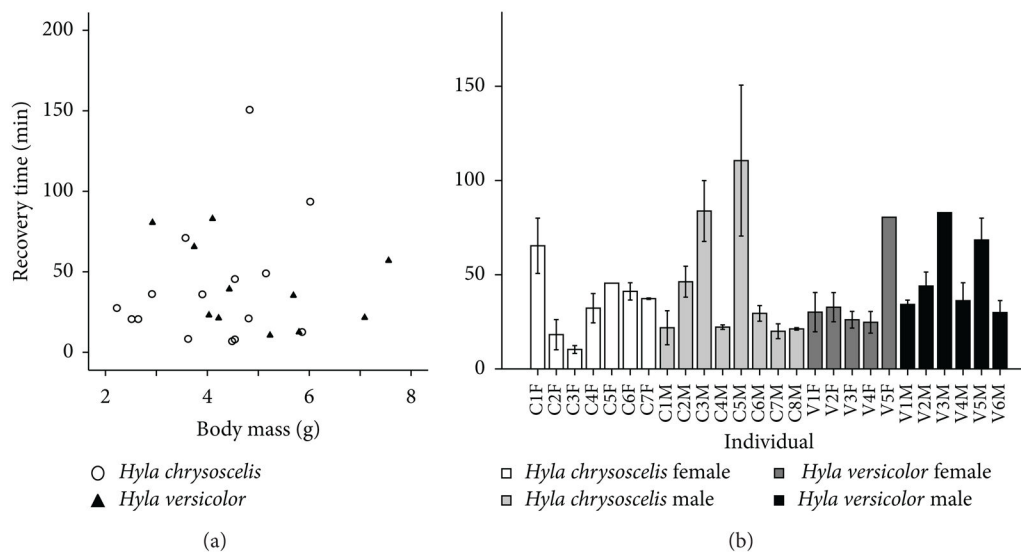 200
150
100
50
0
Recovery time (min)
2 4 6 8
Body mass (g)
Hyla chrysoscelis
Hyla versicolor
(a)
150
100
50
0
C1F C2F C3F C4F C5F C6F C7F C1M C2M C3M C4M C5M C6M C7M C8M V1F V2F V3F V4F V5F V1M V2M V3M V4M V5M V6M
Individual
Hyla chrysoscelis female
Hyla chrysoscelis male
Hyla versicolor female
Hyla versicolor male
(b)